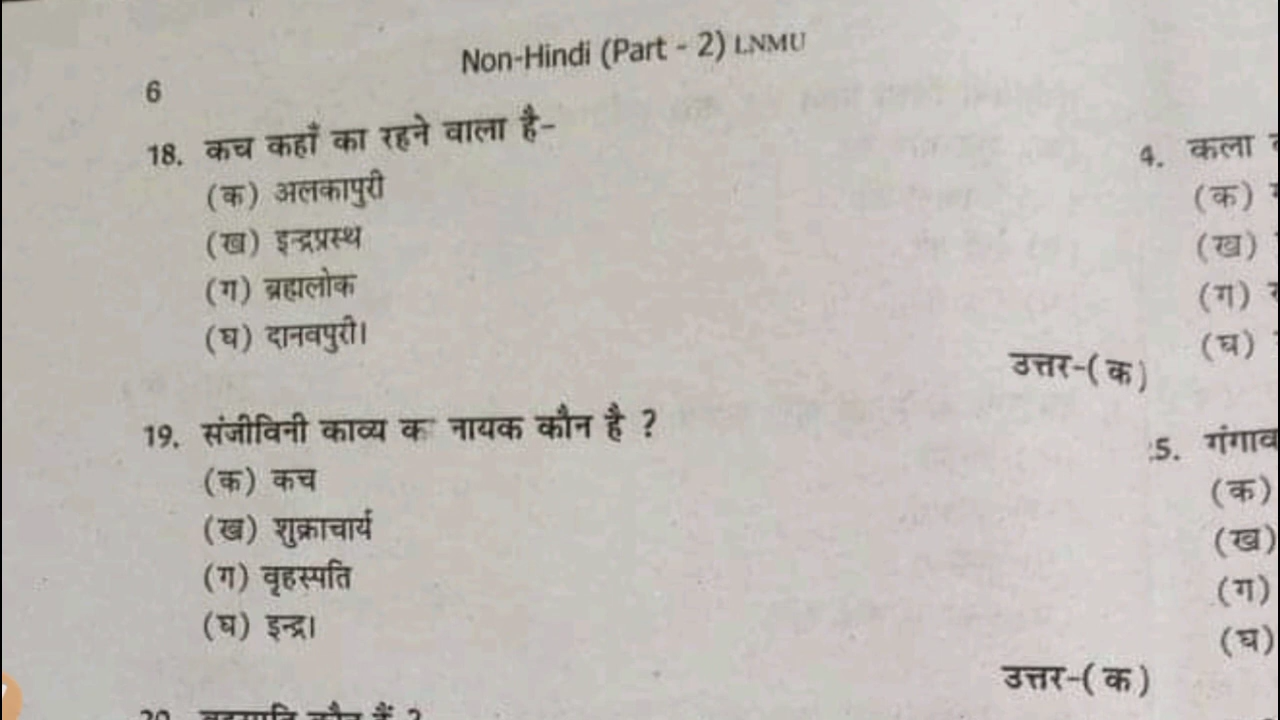 Non-Hindi (Part - 2) LNMU
6
18. कच कहाँ का रहने वाला है-
(क) अलकापुरी
(ख) इन्द्रप्रस्थ
(ग) ब्रह्मलोक
(घ) दानवपुरी।
उत्तर-(क)
19. संजीविनी काव्य क नायक कौन है ?
(क) कच
(ख) शुक्राचार्य
(ग) वृहस्पति
(घ) इन्द्र।
उत्तर-(क)
20. कौन हैं ?
4. कला
(क)
(ख)
(ग)
(घ)
5. गंगाव
(क)
(ख)
(ग)
(घ)